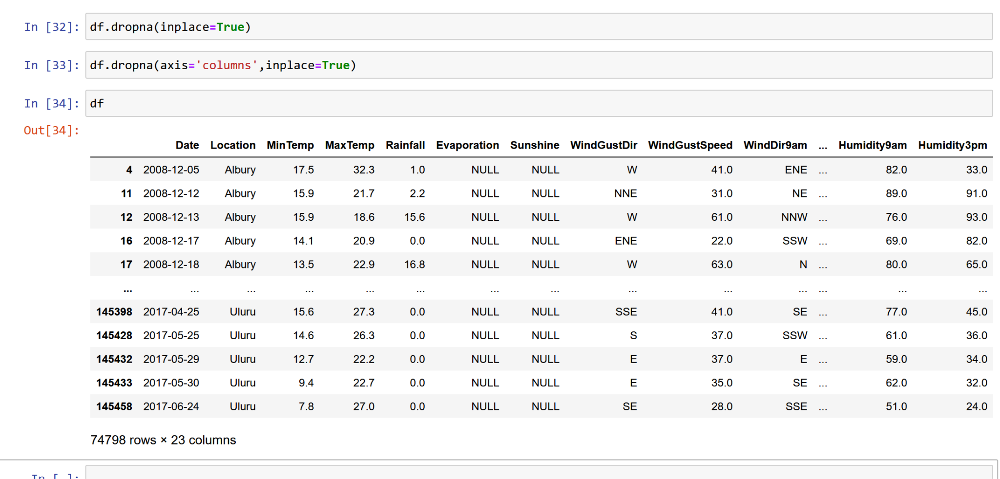 In [32]: df.dropna(inplace=True)
In [33]: df.dropna(axis='columns',inplace=True)
In [34]: df
Out[34]:
Date Location MinTemp MaxTemp Rainfall Evaporation Sunshine WindGustDir WindGustSpeed WindDir9am ... Humidity9am Humidity3pm
4 2008-12-05 Albury 17.5 32.3 1.0 NULL NULL W 41.0 ENE ... 82.0 33.0
11 2008-12-12 Albury 15.9 21.7 2.2 NULL NULL NNE 31.0 NE ... 89.0 91.0
12 2008-12-13 Albury 15.9 18.6 15.6 NULL NULL W 61.0 NNW ... 76.0 93.0
16 2008-12-17 Albury 14.1 20.9 0.0 NULL NULL ENE 22.0 SSW ... 69.0 82.0
17 2008-12-18 Albury 13.5 22.9 16.8 NULL NULL W 63.0 N ... 80.0 65.0
... ... ... ... ... ... ... ... ... ... ... ... ... ...
145398 2017-04-25 Uluru 15.6 27.3 0.0 NULL NULL SSE 41.0 SE ... 77.0 45.0
145428 2017-05-25 Uluru 14.6 26.3 0.0 NULL NULL S 37.0 SSW ... 61.0 36.0
145432 2017-05-29 Uluru 12.7 22.2 0.0 NULL NULL E 37.0 E ... 59.0 34.0
145433 2017-05-30 Uluru 9.4 22.7 0.0 NULL NULL E 35.0 SE ... 62.0 32.0
145458 2017-06-24 Uluru 7.8 27.0 0.0 NULL NULL SE 28.0 SSE ... 51.0 24.0
74798 rows × 23 columns
In [ ]: